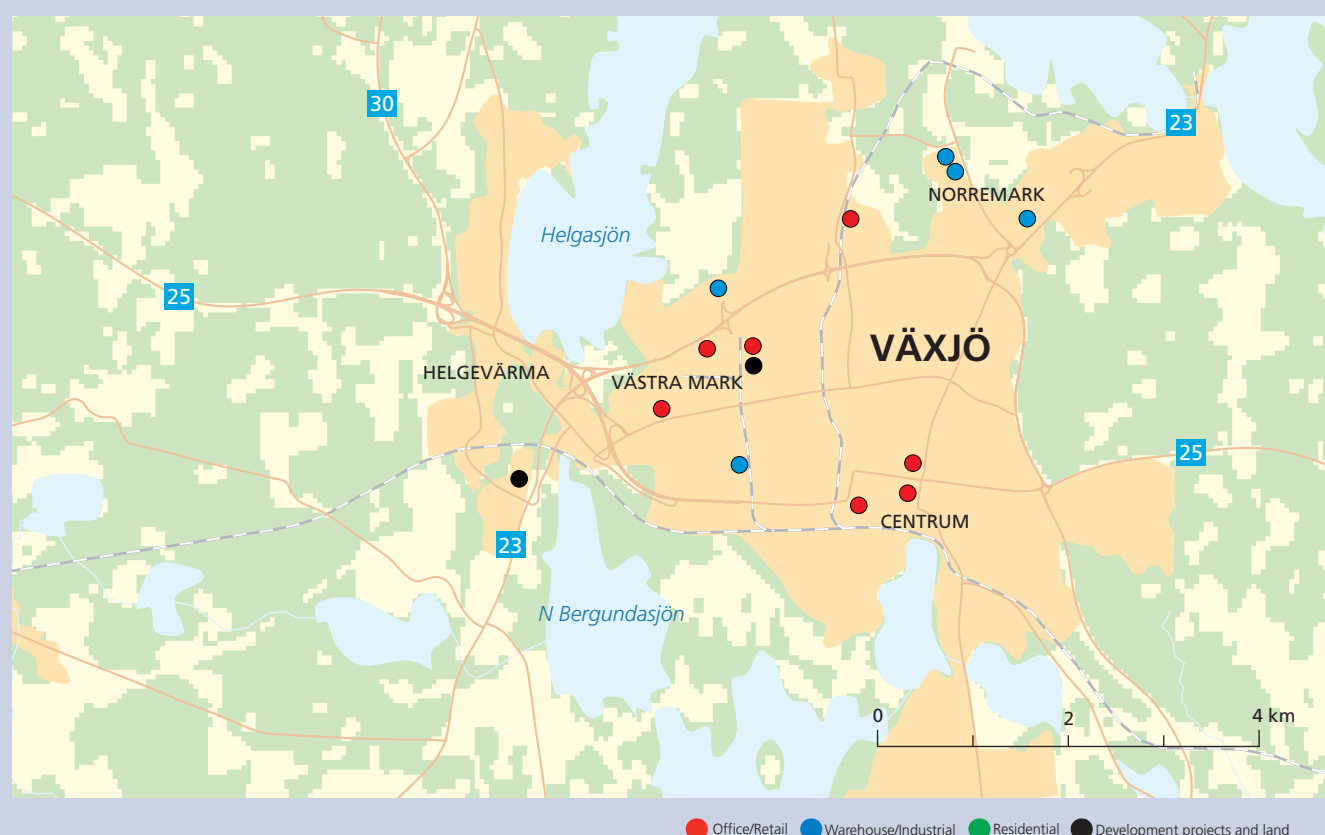 30
23
NORREMARK
Helgasjön
25
VÄXJÖ
HELGEVÄRMA
VÄSTRA MARK
25
CENTRUM
23
N Bergundasjön
0 2 4 km
Office/Retail Warehouse/Industrial Residential Development projects and land